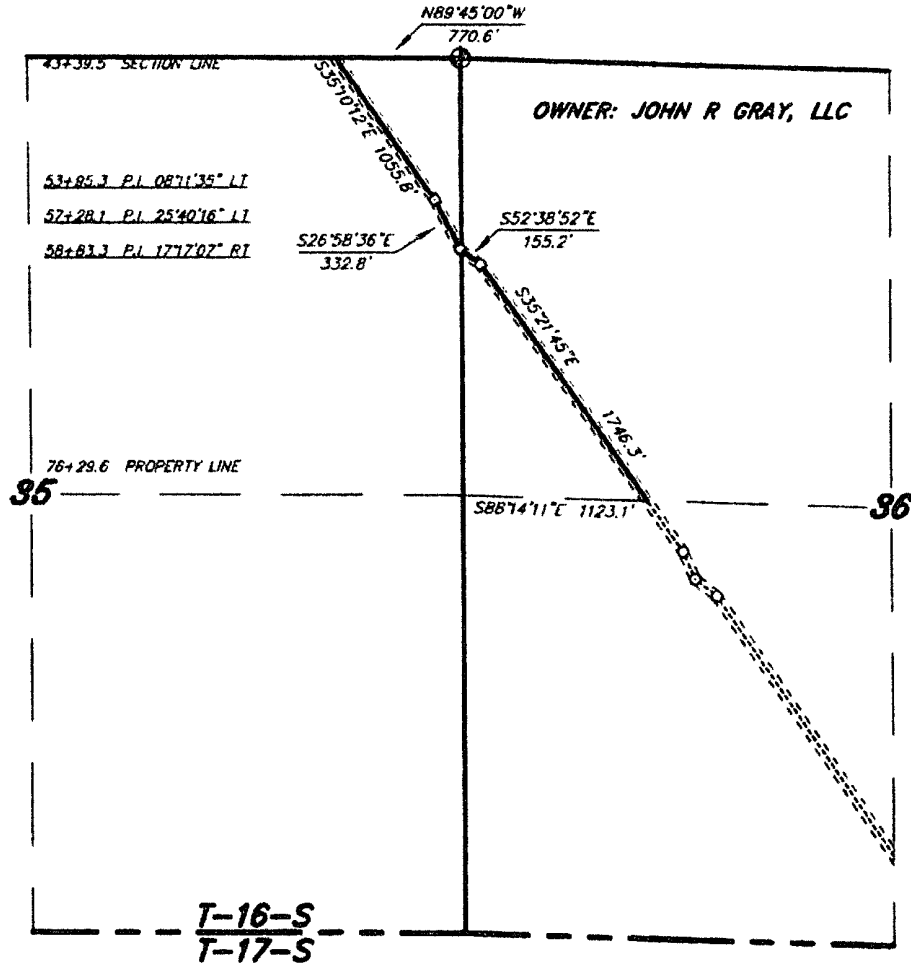 N89°45'00"W
770.6'
43+39.5 SECTION LINE
S35°10'12"E 1055.8'
OWNER: JOHN R GRAY, LLC
53+95.3 P.I. 08°11'35" LT
57+28.1 P.I. 25°40'16" LT
58+83.3 P.I. 17°17'07" RT
S26°58'36"E
332.8'
S52°38'52"E
155.2'
S35°21'45"E
1746.3'
76+29.6 PROPERTY LINE
35
S88°14'11"E 1123.1'
36
T-16-S
T-17-S